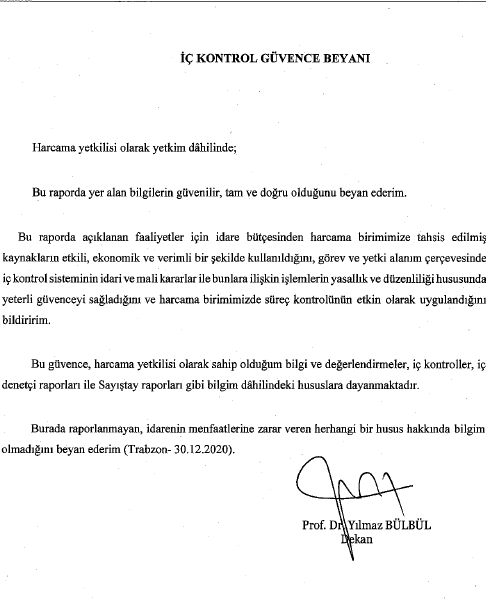 İÇ KONTROL GÜVENCE BEYANI
Harcama yetkilisi olarak yetkim dâhilinde;
Bu raporda yer alan bilgilerin güvenilir, tam ve doğru olduğunu beyan ederim.
Bu raporda açıklanan faaliyetler için idare bütçesinden harcama birimimize tahsis edilmiş
kaynakların etkili, ekonomik ve verimli bir şekilde kullanıldığını, görev ve yetki alanım çerçevesinde
iç kontrol sisteminin idari ve mali kararlar ile bunlara ilişkin işlemlerin yasallık ve düzenliliği hususunda
yeterli güvenceyi sağladığını ve harcama birimimizde süreç kontrolünün etkin olarak uygulandığını
bildiririm.
Bu güvence, harcama yetkilisi olarak sahip olduğum bilgi ve değerlendirmeler, iç kontroller, iç
denetçi raporları ile Sayıştay raporları gibi bilgim dâhilindeki hususlara dayanmaktadır.
Burada raporlanmayan, idarenin menfaatlerine zarar veren herhangi bir husus hakkında bilgim
olmadığını beyan ederim (Trabzon- 30.12.2020).
Prof. Dr. Yılmaz BÜLBÜL
Dekan